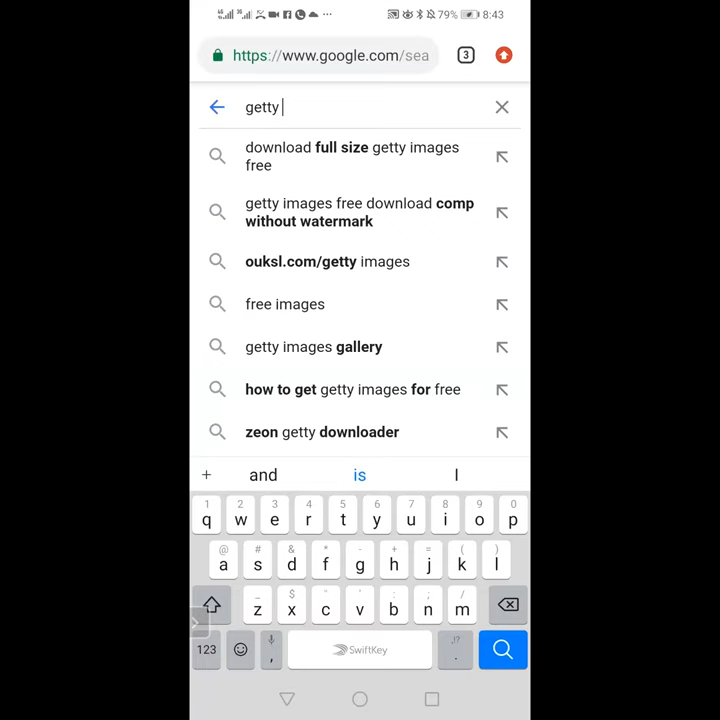 79% 8:43
https://www.google.com/sea
3
getty
download full size getty images
free
getty images free download comp
without watermark
ouksl.com/getty images
free images
getty images gallery
how to get getty images for free
zeon getty downloader
+ and is I
1 2 3 4 5 6 7 8 9 0
q w e r t y u i o p
@ # & * - + = ( )
a s d f g h j k l
_ $ " ' : ; /
z x c v b n m
123 , SwiftKey ,!? .